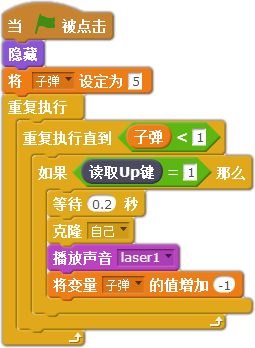 当 被点击
隐藏
将 子弹 设定为 5
重复执行
重复执行直到 子弹 < 1
如果 读取Up键 = 1 那么
等待 0.2 秒
克隆 自己
播放声音 laser1
将变量 子弹 的值增加 -1